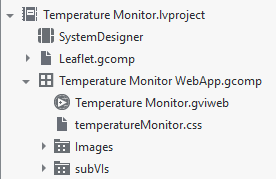 Temperature Monitor.lvproject
SystemDesigner
Leaflet.gcomp
Temperature Monitor WebApp.gcomp
Temperature Monitor.gviweb
temperatureMonitor.css
Images
subVIs